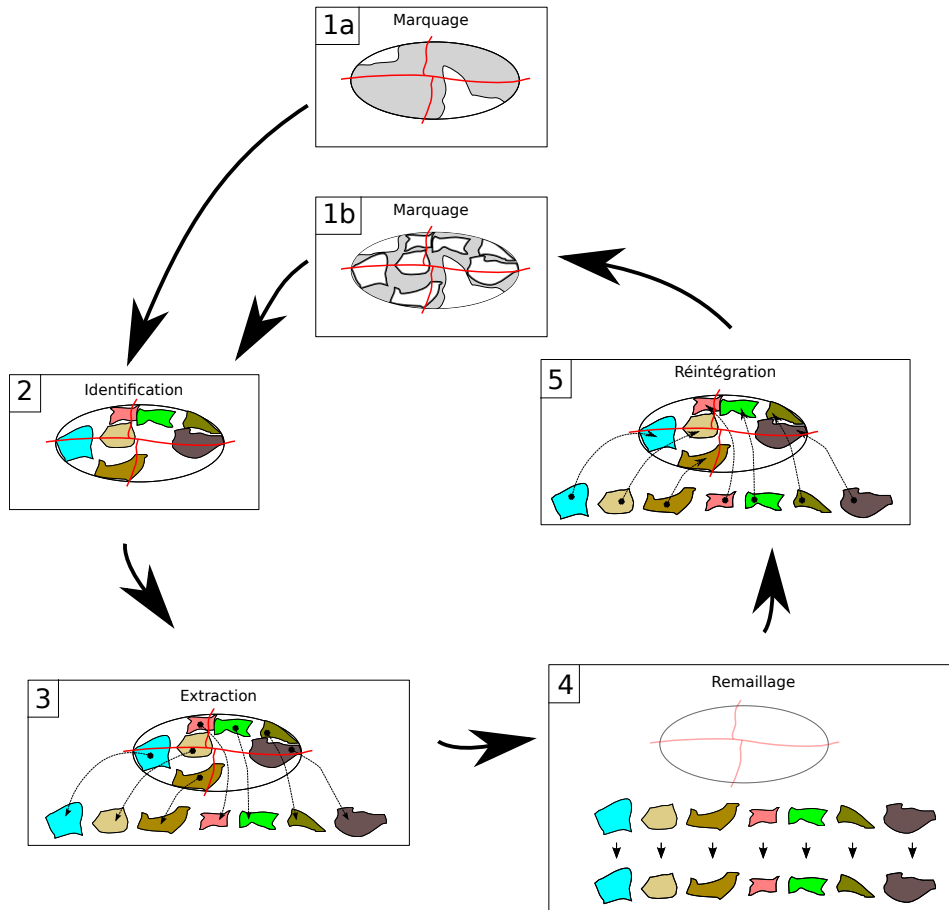 1a
Marquage
1b
Marquage
2
Identification
5
Réintégration
3
Extraction
4
Remaillage